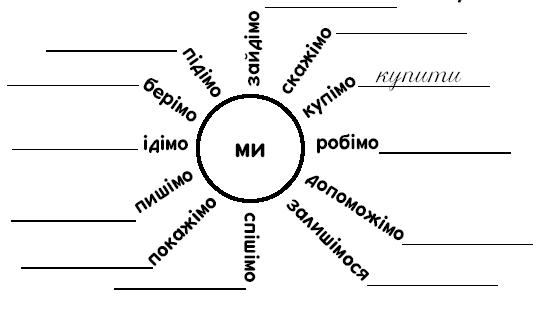 зайдімо
скажімо
купімо купити
робімо
допоможімо
залишімося
спішімо
покажімо
пишімо
ідімо
берімо
підімо
ми